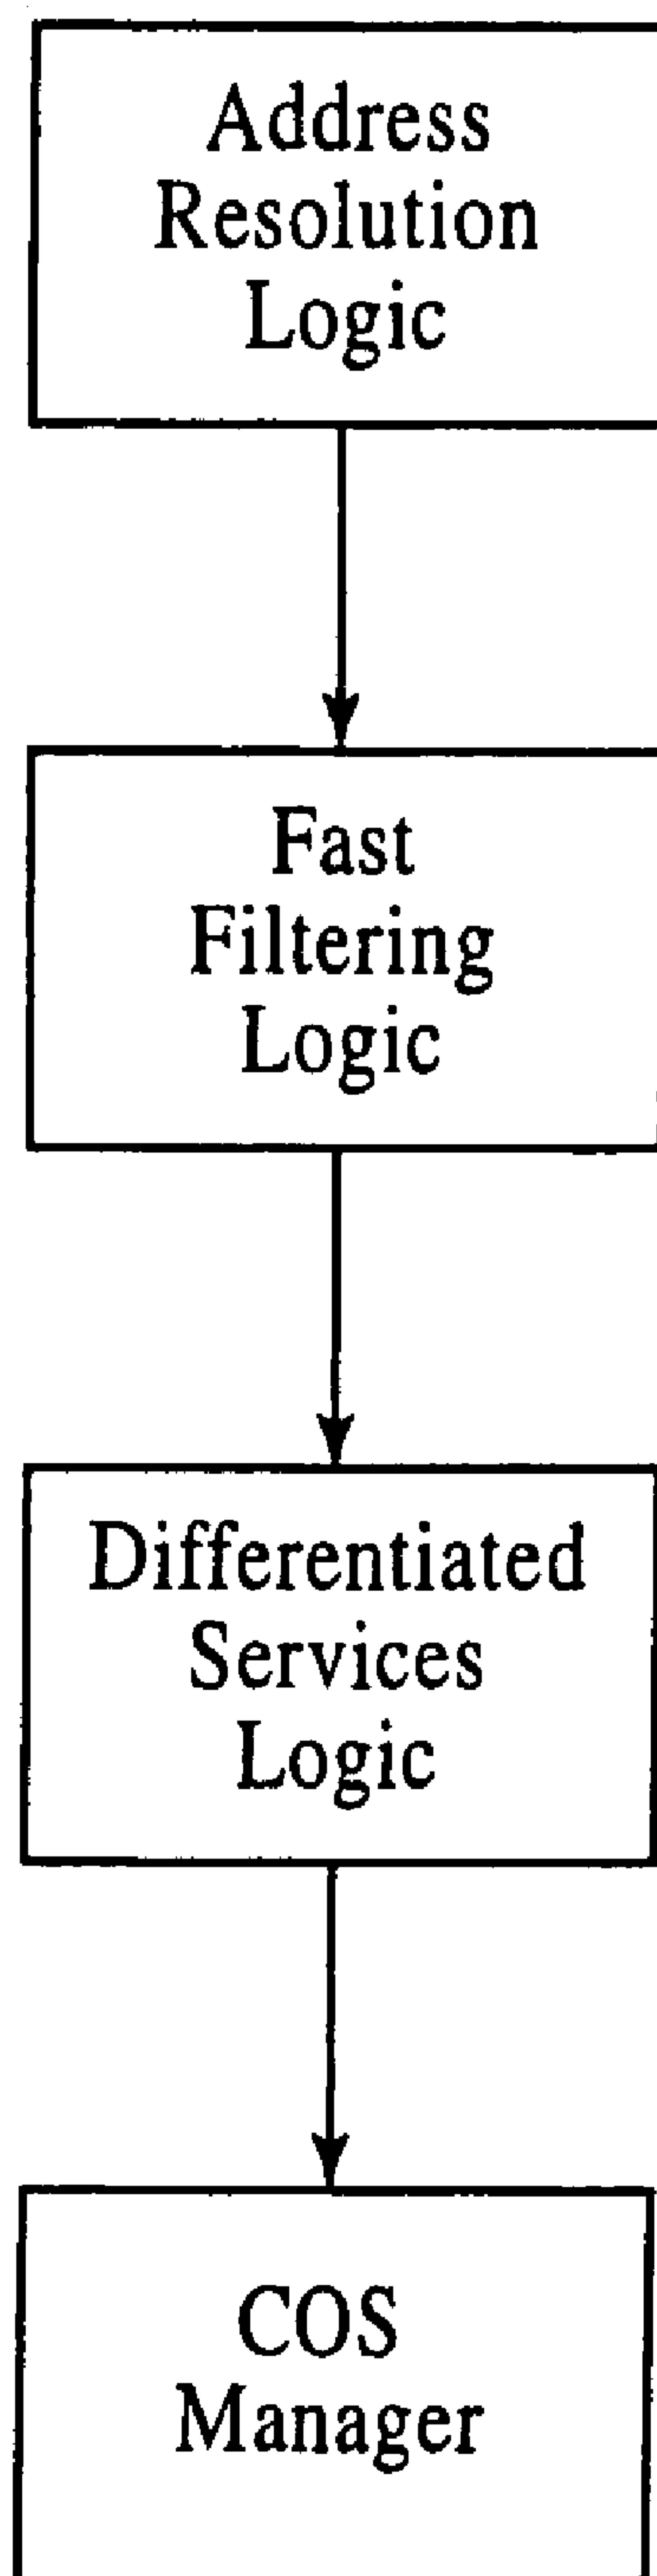 Address
Resolution
Logic
Fast
Filtering
Logic
Differentiated
Services
Logic
COS
Manager